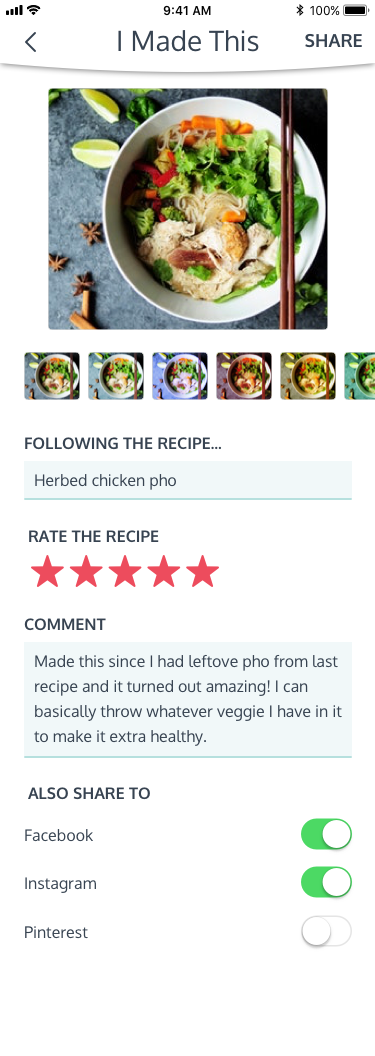 9:41 AM
100%
I Made This
SHARE
FOLLOWING THE RECIPE...
Herbed chicken pho
RATE THE RECIPE
COMMENT
Made this since I had leftove pho from last
recipe and it turned out amazing! I can
basically throw whatever veggie I have in it
to make it extra healthy.
ALSO SHARE TO
Facebook
Instagram
Pinterest